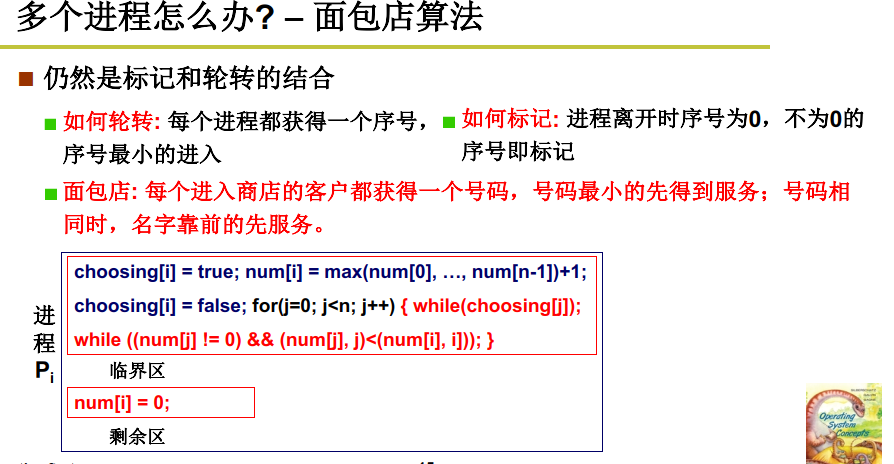 多个进程怎么办? – 面包店算法
仍然是标记和轮转的结合
如何轮转: 每个进程都获得一个序号，
序号最小的进入
如何标记: 进程离开时序号为0，不为0的
序号即标记
面包店: 每个进入商店的客户都获得一个号码，号码最小的先得到服务；号码相
同时，名字靠前的先服务。
进
程
Pi
choosing[i] = true; num[i] = max(num[0], …, num[n-1])+1;
choosing[i] = false; for(j=0; j<n; j++) { while(choosing[j]);
while ((num[j] != 0) && (num[j], j)<(num[i], i])); }
临界区
num[i] = 0;
剩余区
Operating
System
Concepts